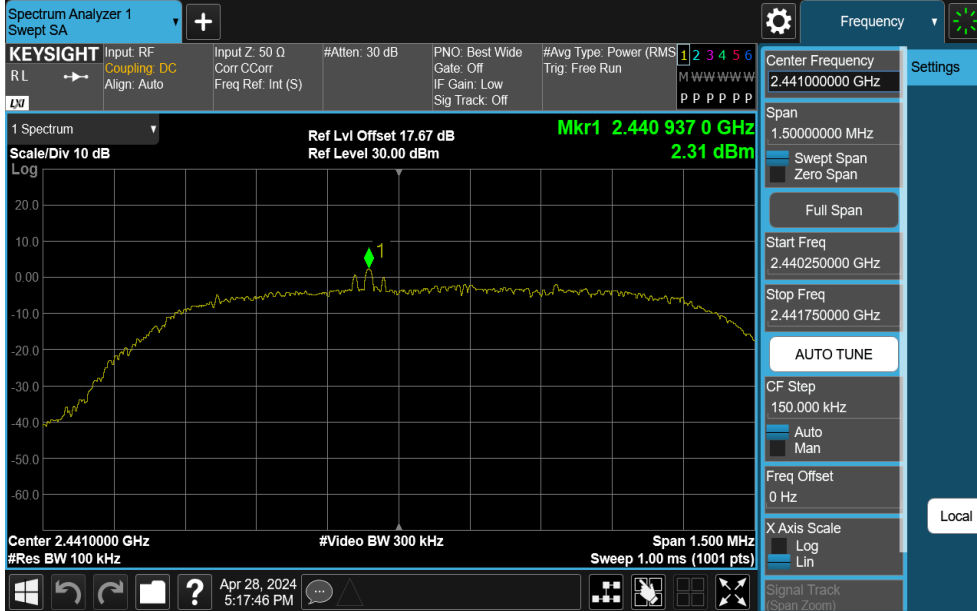 Spectrum Analyzer 1
Swept SA
Frequency
KEYSIGHT
R L
LXI
Input: RF
Coupling: DC
Align: Auto
Input Z: 50 Ω
Corr CCorr
Freq Ref: Int (S)
#Atten: 30 dB
PNO: Best Wide
Gate: Off
IF Gain: Low
Sig Track: Off
#Avg Type: Power (RMS
Trig: Free Run
1 2 3 4 5 6
M W W W W W
P P P P P P
1 Spectrum
Scale/Div 10 dB
Log
Ref Lvl Offset 17.67 dB
Ref Level 30.00 dBm
Mkr1 2.440 937 0 GHz
2.31 dBm
20.0
10.0
0.00
-10.0
-20.0
-30.0
-40.0
-50.0
-60.0
1
Center 2.4410000 GHz
#Res BW 100 kHz
#Video BW 300 kHz
Span 1.500 MHz
Sweep 1.00 ms (1001 pts)
Apr 28, 2024
5:17:46 PM
Center Frequency
2.441000000 GHz
Span
1.50000000 MHz
Swept Span
Zero Span
Full Span
Start Freq
2.440250000 GHz
Stop Freq
2.441750000 GHz
AUTO TUNE
CF Step
150.000 kHz
Auto
Man
Freq Offset
0 Hz
X Axis Scale
Log
Lin
Signal Track
(Span Zoom)
Settings
Local